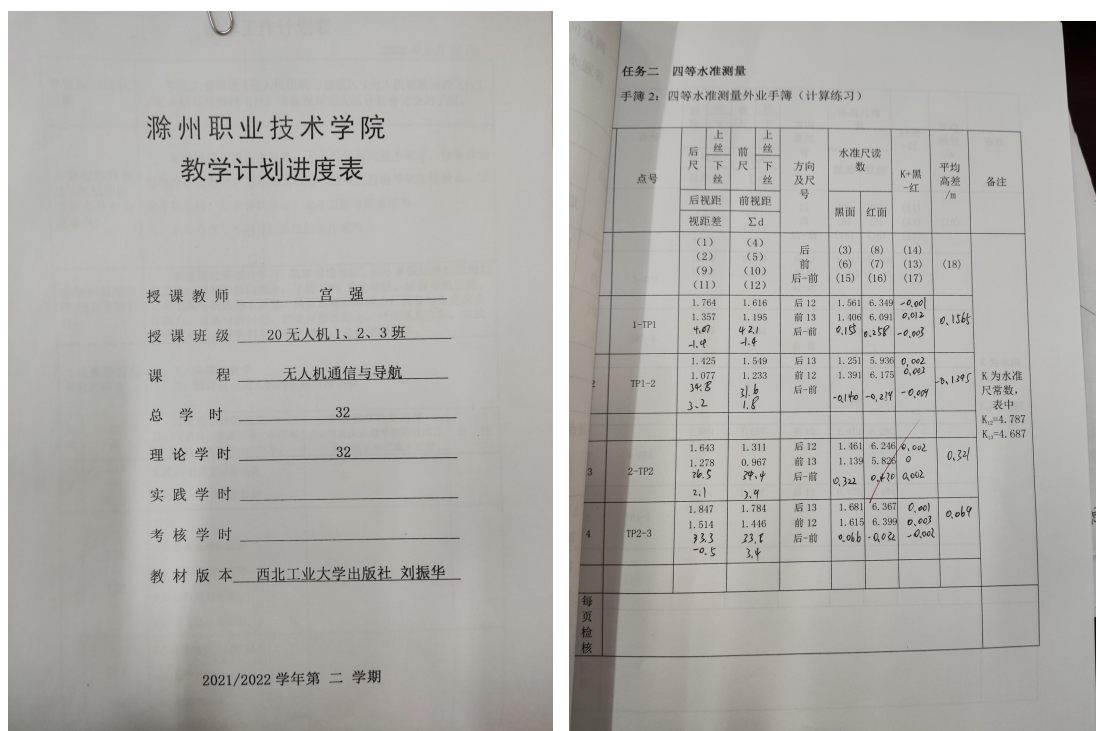 滁州职业技术学院
教学计划进度表
授课教师 宫 强
授课班级 20无人机1、2、3班
课 程 无人机通信与导航
总 学 时 32
理论学时 32
实践学时
考核学时
教材版本 西北工业大学出版社 刘振华
2021/2022 学年第 二 学期
任务二 四等水准测量
手簿2：四等水准测量外业手簿（计算练习）
点号
后尺
上丝
下丝
前尺
上丝
下丝
方向及尺号
水准尺读数
K+黑-红
平均高差/m
备注
后视距 前视距
黑面 红面
视距差 Σd
(1) (4) 后 (3) (8) (14)
(2) (5) 前 (6) (7) (13) (18)
(9) (10) 后-前 (15) (16) (17)
(11) (12)
1.764 1.616 后12 1.561 6.349 -0.001
1-TP1 1.357 1.195 前13 1.406 6.091 0.012 0.1565
42.1 后-前 0.155 0.258 -0.003
-1.4 -1.4
1.425 1.549 后13 1.251 5.936 0.002
2 TP1-2 1.077 1.233 前12 1.391 6.175 0.003 -0.1395
34.8 31.6 后-前 -0.140 -0.239 -0.004
3.2 1.8
K为水准尺常数，
表中
K₁₂=4.787
K₁₃=4.687
1.643 1.311 后12 1.461 6.246 0.002
3 2-TP2 1.278 0.967 前13 1.139 5.826 0 0.321
36.5 34.4 后-前 0.322 0.420 0.002
2.1 3.9
1.847 1.784 后13 1.681 6.367 0.001
4 TP2-3 1.514 1.446 前12 1.615 6.399 0.003 0.064
33.3 33.8 后-前 0.066 -0.032 -0.002
-0.5 3.4
每页检核